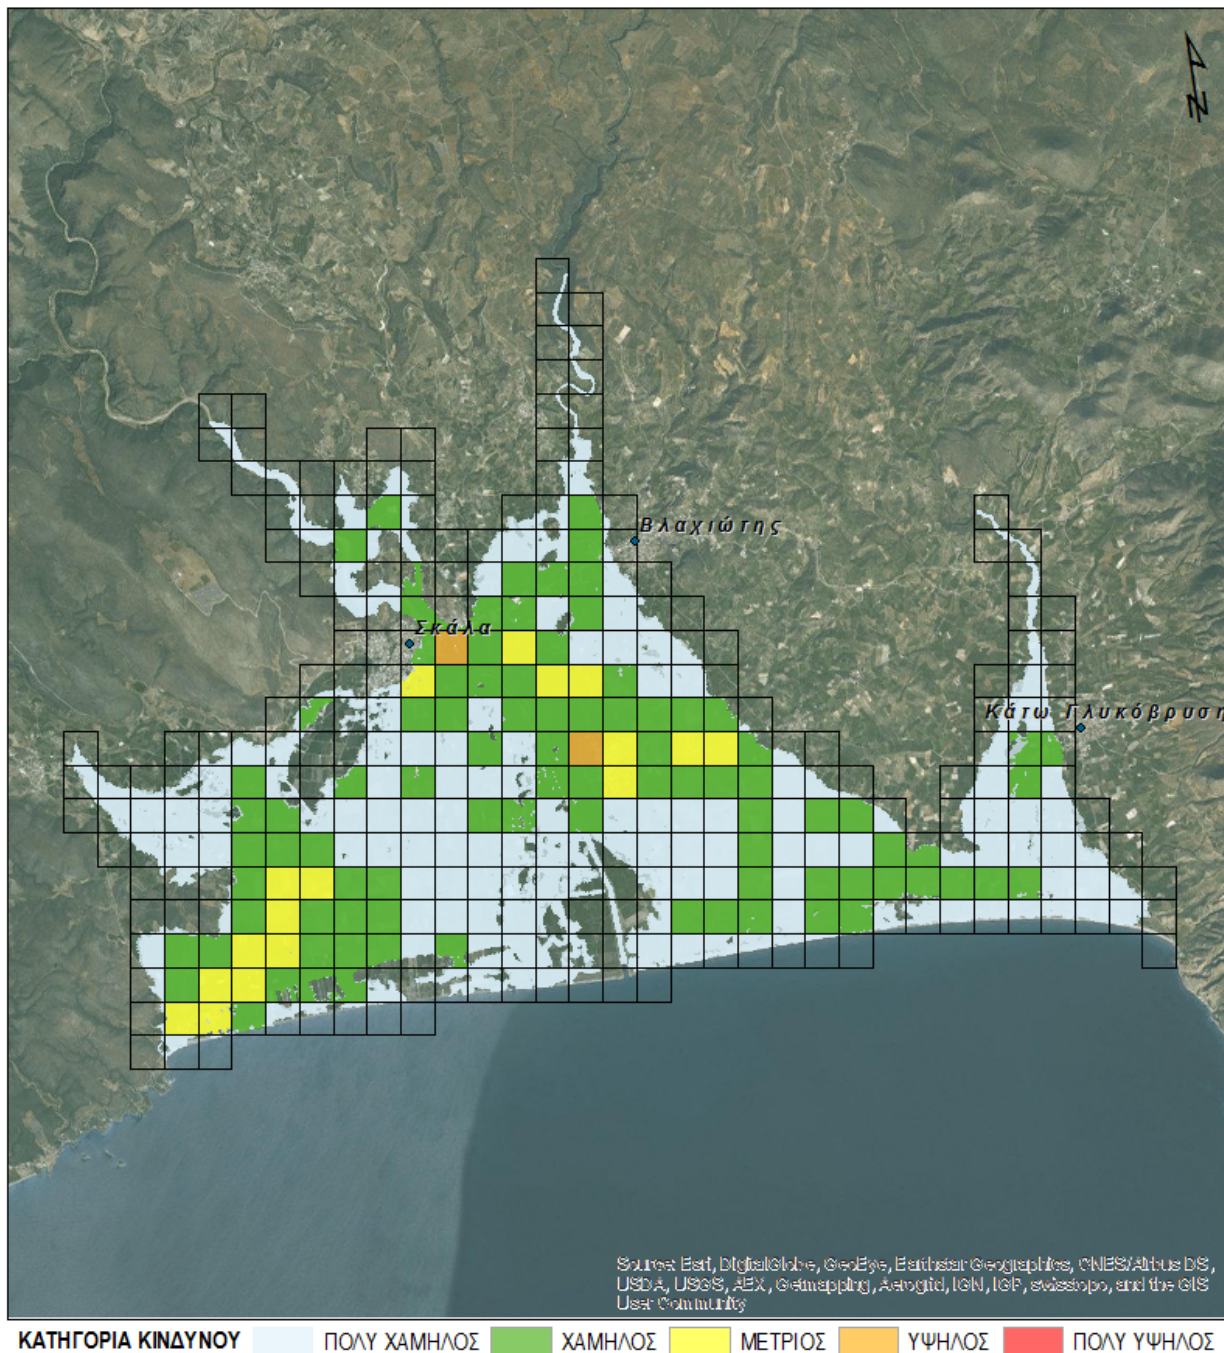 Βλαχιώτης
Σκάλα
Κάτω Γλυκόβρυση
Source: Esri, DigitalGlobe, GeoEye, Earthstar Geographics, CNES/Airbus DS,
USDA, USGS, AEX, Getmapping, Aerogrid, IGN, IGP, swisstopo, and the GIS
User Community
ΚΑΤΗΓΟΡΙΑ ΚΙΝΔΥΝΟΥ ΠΟΛΥ ΧΑΜΗΛΟΣ ΧΑΜΗΛΟΣ ΜΕΤΡΙΟΣ ΥΨΗΛΟΣ ΠΟΛΥ ΥΨΗΛΟΣ